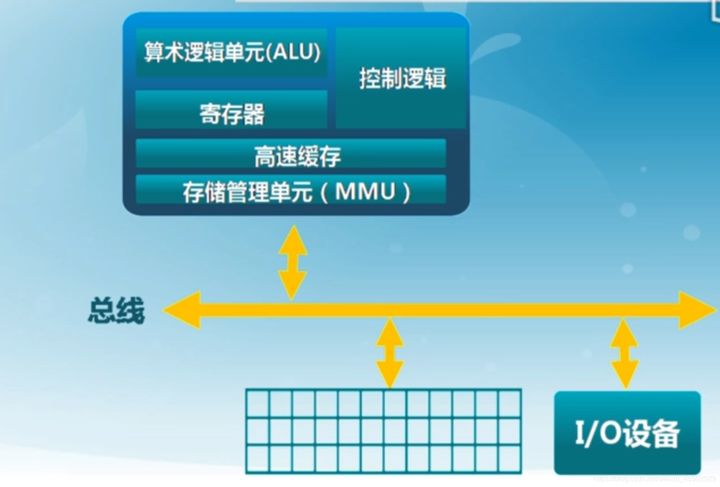 算术逻辑单元(ALU)
控制逻辑
寄存器
高速缓存
存储管理单元（MMU）
总线
I/O设备